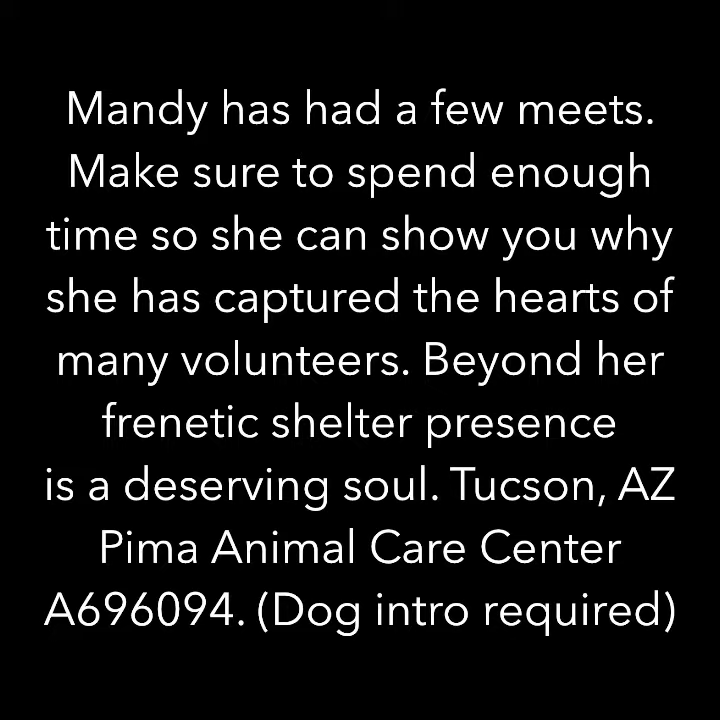 Mandy has had a few meets.
Make sure to spend enough
time so she can show you why
she has captured the hearts of
many volunteers. Beyond her
frenetic shelter presence
is a deserving soul. Tucson, AZ
Pima Animal Care Center
A696094. (Dog intro required)